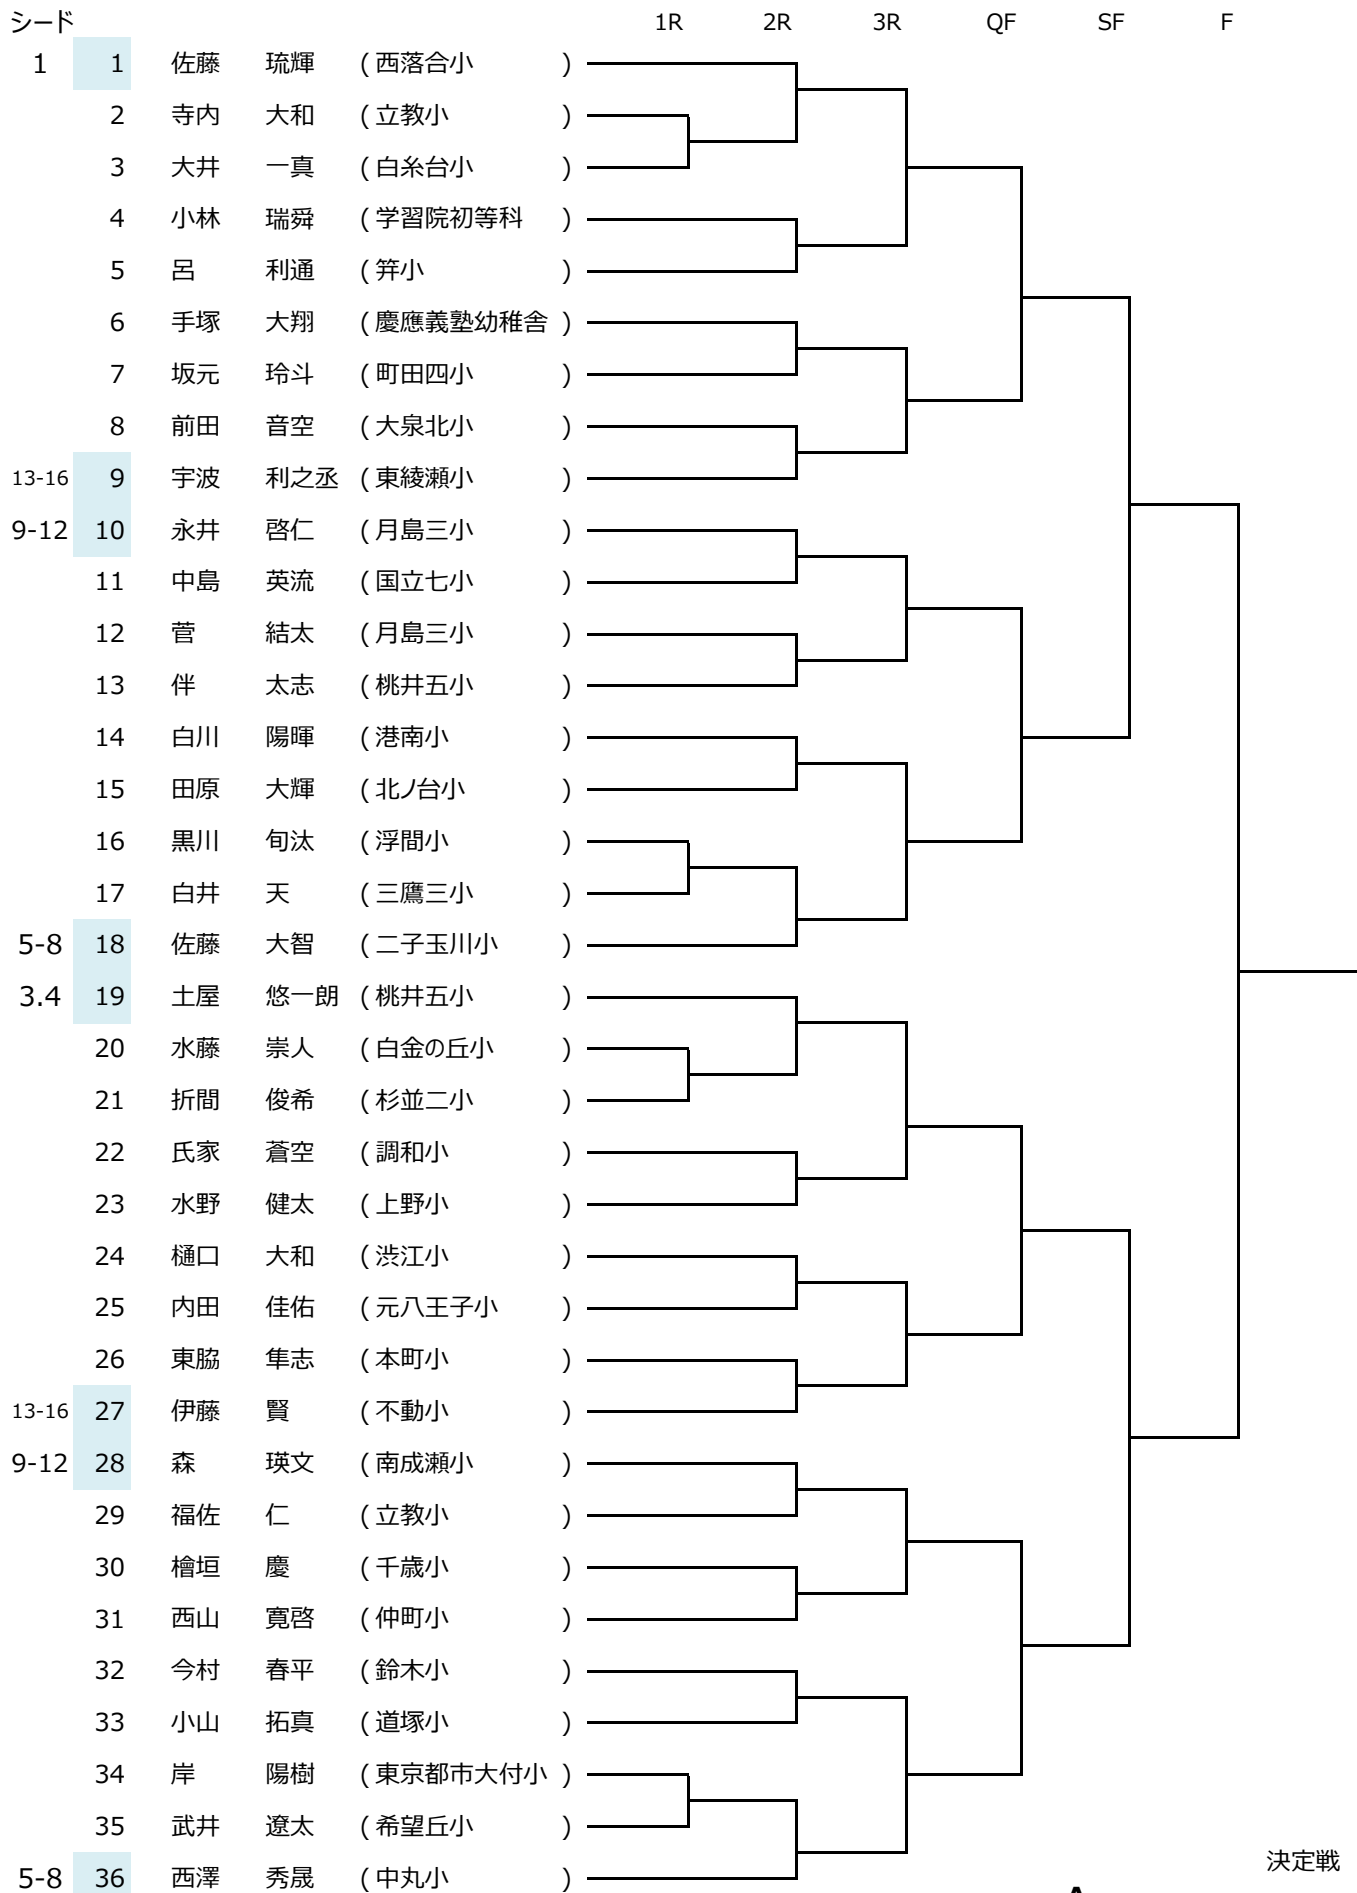 シード 1R 2R 3R QF SF F
1 1 佐藤 琉輝 ( 西落合小 )
2 寺内 大和 ( 立教小 )
3 大井 一真 ( 白糸台小 )
4 小林 瑞舜 ( 学習院初等科 )
5 呂 利通 ( 笄小 )
6 手塚 大翔 ( 慶應義塾幼稚舎 )
7 坂元 玲斗 ( 町田四小 )
8 前田 音空 ( 大泉北小 )
13-16 9 宇波 利之丞 ( 東綾瀬小 )
9-12 10 永井 啓仁 ( 月島三小 )
11 中島 英流 ( 国立七小 )
12 菅 結太 ( 月島三小 )
13 伴 太志 ( 桃井五小 )
14 白川 陽暉 ( 港南小 )
15 田原 大輝 ( 北ノ台小 )
16 黒川 旬汰 ( 浮間小 )
17 白井 天 ( 三鷹三小 )
5-8 18 佐藤 大智 ( 二子玉川小 )
3.4 19 土屋 悠一朗 ( 桃井五小 )
20 水藤 崇人 ( 白金の丘小 )
21 折間 俊希 ( 杉並二小 )
22 氏家 蒼空 ( 調和小 )
23 水野 健太 ( 上野小 )
24 樋口 大和 ( 渋江小 )
25 内田 佳佑 ( 元八王子小 )
26 東脇 隼志 ( 本町小 )
13-16 27 伊藤 賢 ( 不動小 )
9-12 28 森 瑛文 ( 南成瀬小 )
29 福佐 仁 ( 立教小 )
30 檜垣 慶 ( 千歳小 )
31 西山 寛啓 ( 仲町小 )
32 今村 春平 ( 鈴木小 )
33 小山 拓真 ( 道塚小 )
34 岸 陽樹 ( 東京都市大付小 )
35 武井 遼太 ( 希望丘小 )
決定戦
5-8 36 西澤 秀晟 ( 中丸小 )